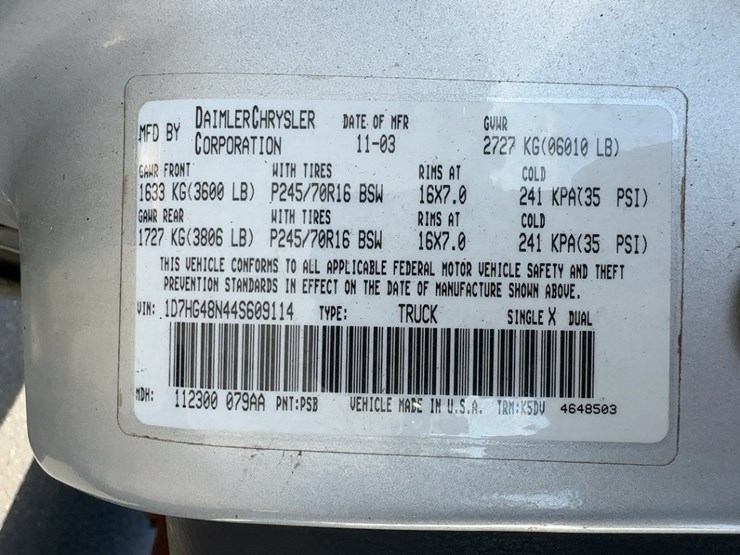 MFD BY DAIMLERCHRYSLER CORPORATION DATE OF MFR 11-03 GVWR 2727 KG(06010 LB)
GAWR FRONT WITH TIRES RIMS AT COLD
1633 KG(3600 LB) P245/70R16 BSW 16X7.0 241 KPA(35 PSI)
GAWR REAR WITH TIRES RIMS AT COLD
1727 KG(3806 LB) P245/70R16 BSW 16X7.0 241 KPA(35 PSI)
THIS VEHICLE CONFORMS TO ALL APPLICABLE FEDERAL MOTOR VEHICLE SAFETY AND THEFT
PREVENTION STANDARDS IN EFFECT ON THE DATE OF MANUFACTURE SHOWN ABOVE.
VIN: 1D7HG48N44S609114 TYPE: TRUCK SINGLE X DUAL
MDH: 112300 079AA PNT:PSB VEHICLE MADE IN U.S.A. TRM:K5DV 4648503